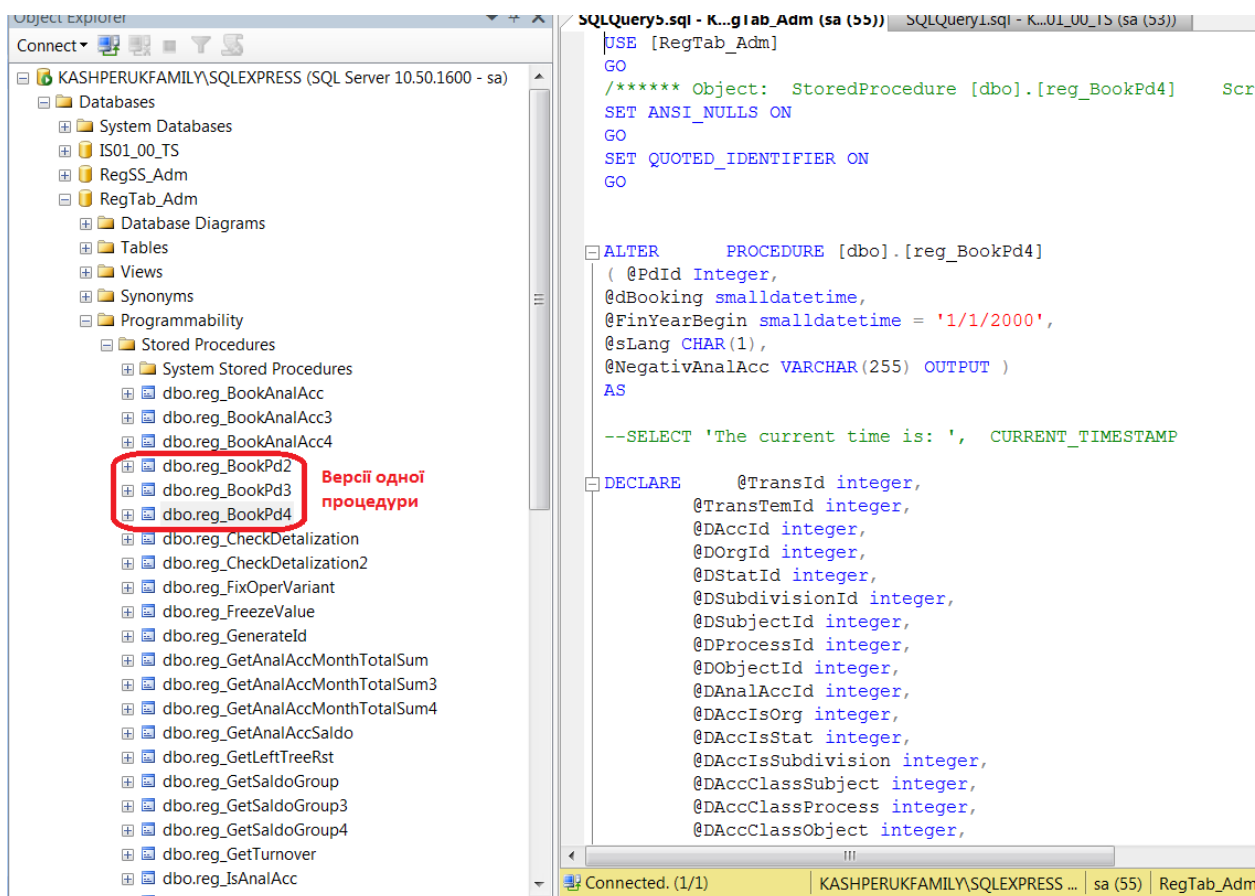 Object Explorer
Connect
KASHPERUKFAMILY\SQLEXPRESS (SQL Server 10.50.1600 - sa)
Databases
System Databases
IS01_00_TS
RegSS_Adm
RegTab_Adm
Database Diagrams
Tables
Views
Synonyms
Programmability
Stored Procedures
System Stored Procedures
dbo.reg_BookAnalAcc
dbo.reg_BookAnalAcc3
dbo.reg_BookAnalAcc4
dbo.reg_BookPd2
dbo.reg_BookPd3
dbo.reg_BookPd4
Версії одної
процедури
dbo.reg_CheckDetalization
dbo.reg_CheckDetalization2
dbo.reg_FixOperVariant
dbo.reg_FreezeValue
dbo.reg_GenerateId
dbo.reg_GetAnalAccMonthTotalSum
dbo.reg_GetAnalAccMonthTotalSum3
dbo.reg_GetAnalAccMonthTotalSum4
dbo.reg_GetAnalAccSaldo
dbo.reg_GetLeftTreeRst
dbo.reg_GetSaldoGroup
dbo.reg_GetSaldoGroup3
dbo.reg_GetSaldoGroup4
dbo.reg_GetTurnover
dbo.reg_IsAnalAcc
SQLQuery5.sql - K...gTab_Adm (sa (55)) SQLQuery1.sql - K...01_00_TS (sa (53))
USE [RegTab_Adm]
GO
/****** Object:  StoredProcedure [dbo].[reg_BookPd4]    Scr
SET ANSI_NULLS ON
GO
SET QUOTED_IDENTIFIER ON
GO
ALTER PROCEDURE [dbo].[reg_BookPd4]
( @PdId Integer,
@dBooking smalldatetime,
@FinYearBegin smalldatetime = '1/1/2000',
@sLang CHAR(1),
@NegativAnalAcc VARCHAR(255) OUTPUT )
AS
--SELECT 'The current time is: ',  CURRENT_TIMESTAMP
DECLARE @TransId integer,
@TransTemId integer,
@DAccId integer,
@DOrgId integer,
@DStatId integer,
@DSubdivisionId integer,
@DSubjectId integer,
@DProcessId integer,
@DObjectId integer,
@DAnalAccId integer,
@DAccIsOrg integer,
@DAccIsStat integer,
@DAccIsSubdivision integer,
@DAccClassSubject integer,
@DAccClassProcess integer,
@DAccClassObject integer,
Connected. (1/1) KASHPERUKFAMILY\SQLEXPRESS ... sa (55) RegTab_Adm